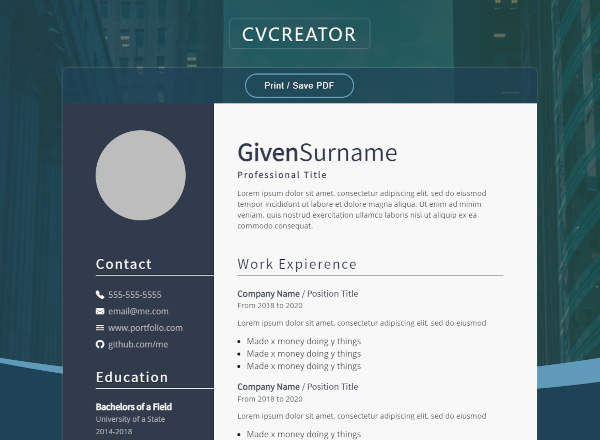 CVCREATOR
Print / Save PDF
Contact
555-555-5555
email@me.com
www.portfolio.com
github.com/me
Education
Bachelors of a Field
University of a State
2014-2018
GivenSurname
Professional Title
Lorem ipsum dolor sit amet, consectetur adipiscing elit, sed do eiusmod
tempor incididunt ut labore et dolore magna aliqua. Ut enim ad minim
veniam, quis nostrud exercitation ullamco laboris nisi ut aliquip ex ea
commodo consequat.
Work Expierence
Company Name / Position Title
From 2018 to 2020
Lorem ipsum dolor sit amet, consectetur adipiscing elit, sed do eiusmod
• Made x money doing y things
• Made x money doing y things
• Made x money doing y things
Company Name / Position Title
From 2018 to 2020
Lorem ipsum dolor sit amet, consectetur adipiscing elit, sed do eiusmod
• Made x money doing y things